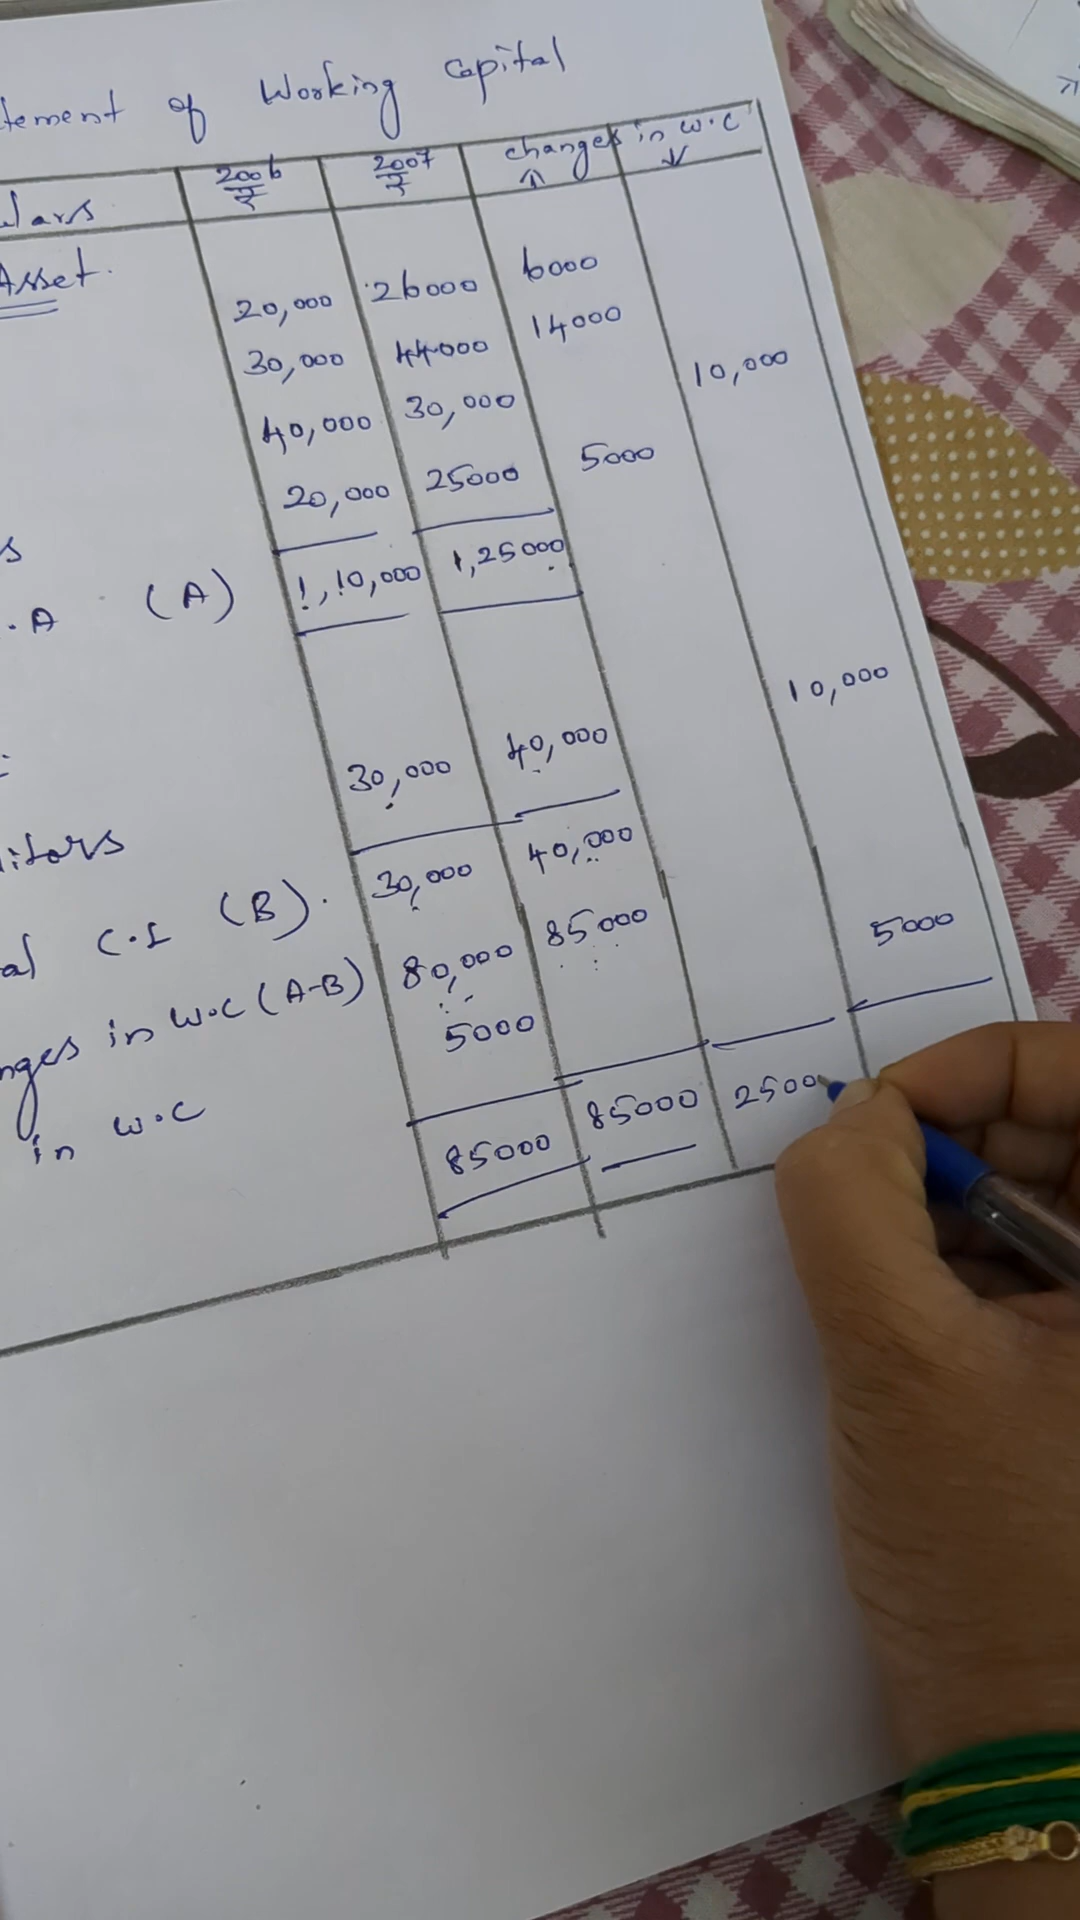 tement of Working Capital
lars 2006 ₹ 2007 ₹ changes in w.c ↑ ↓
Asset.
20,000 26000 6000
30,000 44000 14000
40,000 30,000 10,000
20,000 25000 5000
s
.A (A) 1,10,000 1,25000
30,000 40,000 10,000
itors
al C.L (B). 30,000 40,000
nges in w.c (A-B) 80,000 85000
in w.c 5000 5000
85000 85000 2500